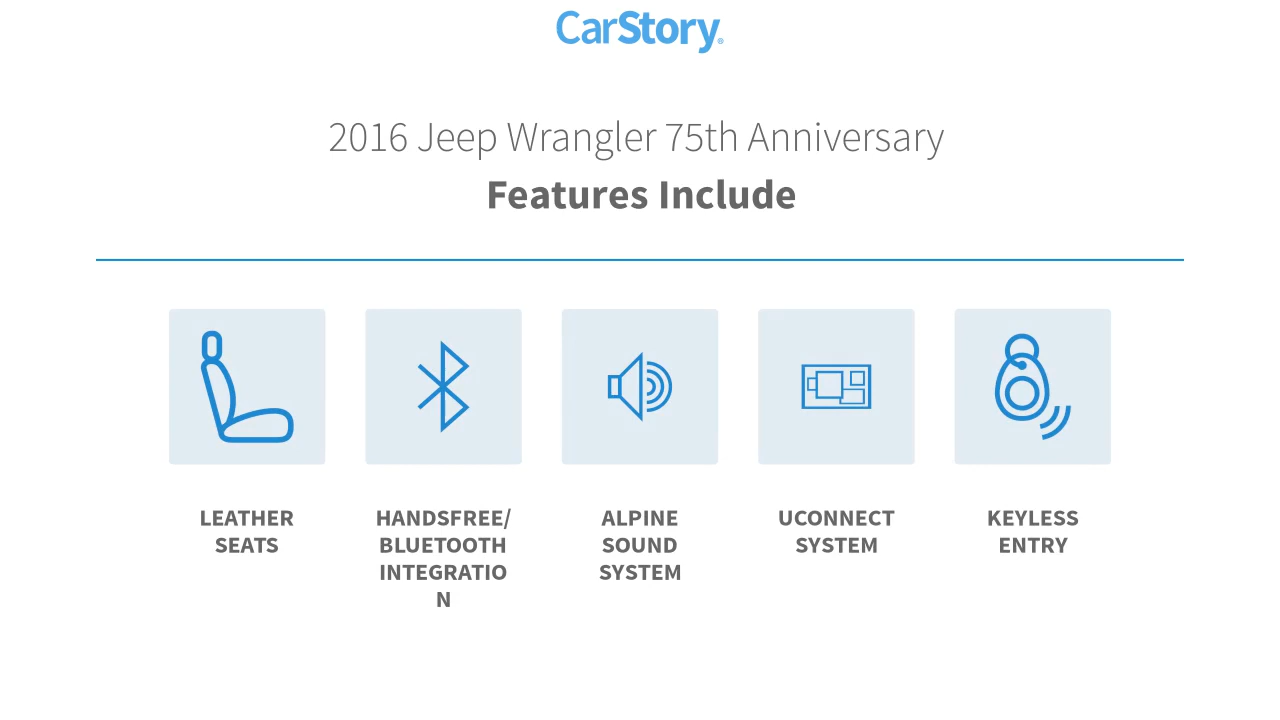 CarStory®
2016 Jeep Wrangler 75th Anniversary
Features Include
LEATHER
SEATS
HANDSFREE/
BLUETOOTH
INTEGRATIO
N
ALPINE
SOUND
SYSTEM
UCONNECT
SYSTEM
KEYLESS
ENTRY